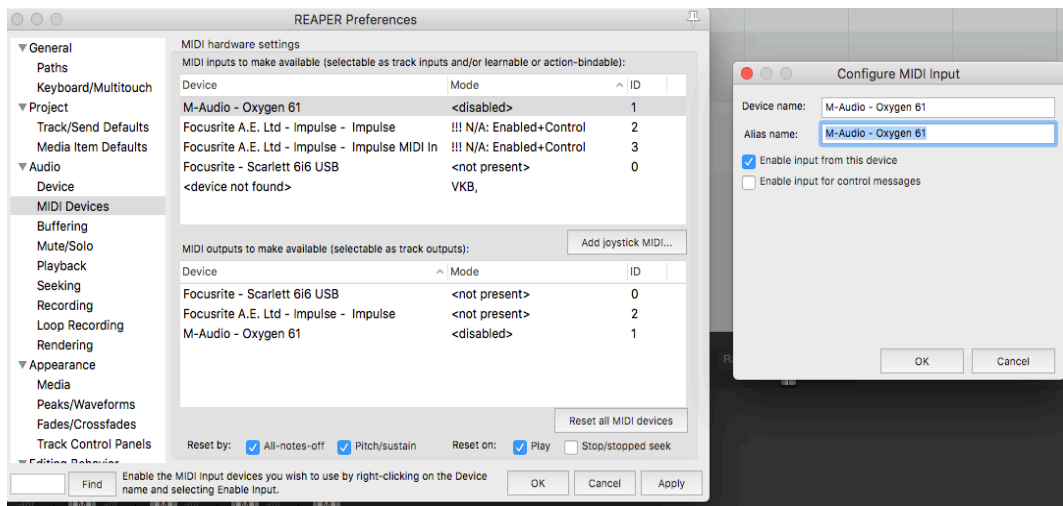 REAPER Preferences
▼ General
Paths
Keyboard/Multitouch
▼ Project
Track/Send Defaults
Media Item Defaults
▼ Audio
Device
MIDI Devices
Buffering
Mute/Solo
Playback
Seeking
Recording
Loop Recording
Rendering
▼ Appearance
Media
Peaks/Waveforms
Fades/Crossfades
Track Control Panels
▼ Editing Behavior
Find
MIDI hardware settings
MIDI inputs to make available (selectable as track inputs and/or learnable or action-bindable):
Device Mode ID
M-Audio - Oxygen 61 <disabled> 1
Focusrite A.E. Ltd - Impulse - Impulse !!! N/A: Enabled+Control 2
Focusrite A.E. Ltd - Impulse - Impulse MIDI In !!! N/A: Enabled+Control 3
Focusrite - Scarlett 6i6 USB <not present> 0
<device not found> VKB,
Add joystick MIDI...
MIDI outputs to make available (selectable as track outputs):
Device Mode ID
Focusrite - Scarlett 6i6 USB <not present> 0
Focusrite A.E. Ltd - Impulse - Impulse <not present> 2
M-Audio - Oxygen 61 <disabled> 1
Reset all MIDI devices
Reset by: All-notes-off Pitch/sustain Reset on: Play Stop/stopped seek
Enable the MIDI Input devices you wish to use by right-clicking on the Device
name and selecting Enable Input.
OK Cancel Apply
Configure MIDI Input
Device name: M-Audio - Oxygen 61
Alias name: M-Audio - Oxygen 61
Enable input from this device
Enable input for control messages
OK Cancel